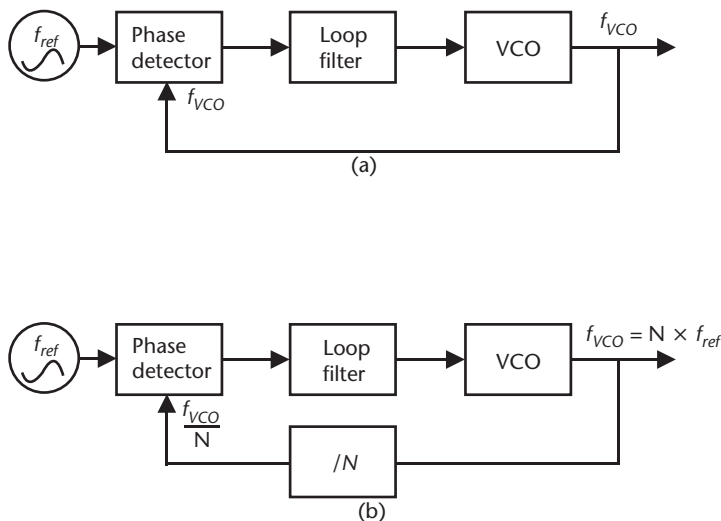 f_ref
Phase
detector
Loop
filter
VCO
f_VCO
f_VCO
(a)
f_ref
Phase
detector
Loop
filter
VCO
f_VCO = N × f_ref
f_VCO
N
/N
(b)